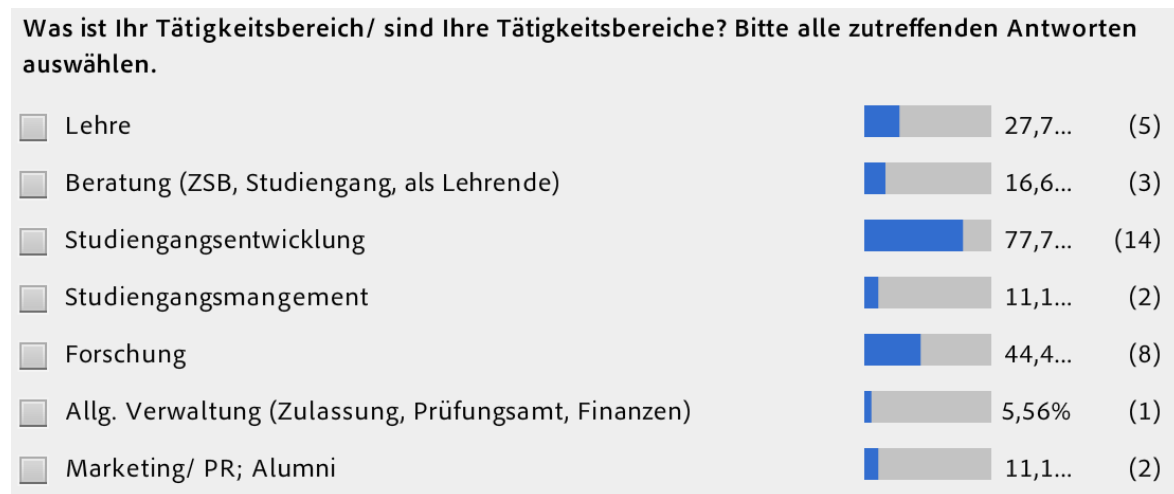 Was ist Ihr Tätigkeitsbereich/ sind Ihre Tätigkeitsbereiche? Bitte alle zutreffenden Antworten
auswählen.
Lehre 27,7... (5)
Beratung (ZSB, Studiengang, als Lehrende) 16,6... (3)
Studiengangsentwicklung 77,7... (14)
Studiengangsmangement 11,1... (2)
Forschung 44,4... (8)
Allg. Verwaltung (Zulassung, Prüfungsamt, Finanzen) 5,56% (1)
Marketing/ PR; Alumni 11,1... (2)